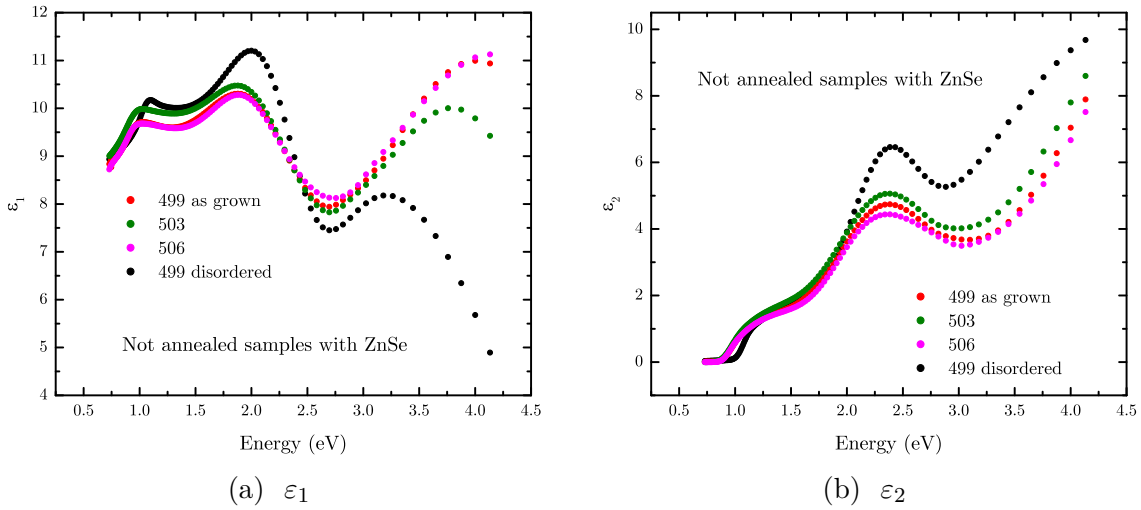 12
11
10
9
8
7
6
5
4
ε1
499 as grown
503
506
499 disordered
Not annealed samples with ZnSe
0.5 1.0 1.5 2.0 2.5 3.0 3.5 4.0 4.5
Energy (eV)
(a) ε1
10
8
6
4
2
0
ε2
Not annealed samples with ZnSe
499 as grown
503
506
499 disordered
0.5 1.0 1.5 2.0 2.5 3.0 3.5 4.0 4.5
Energy (eV)
(b) ε2